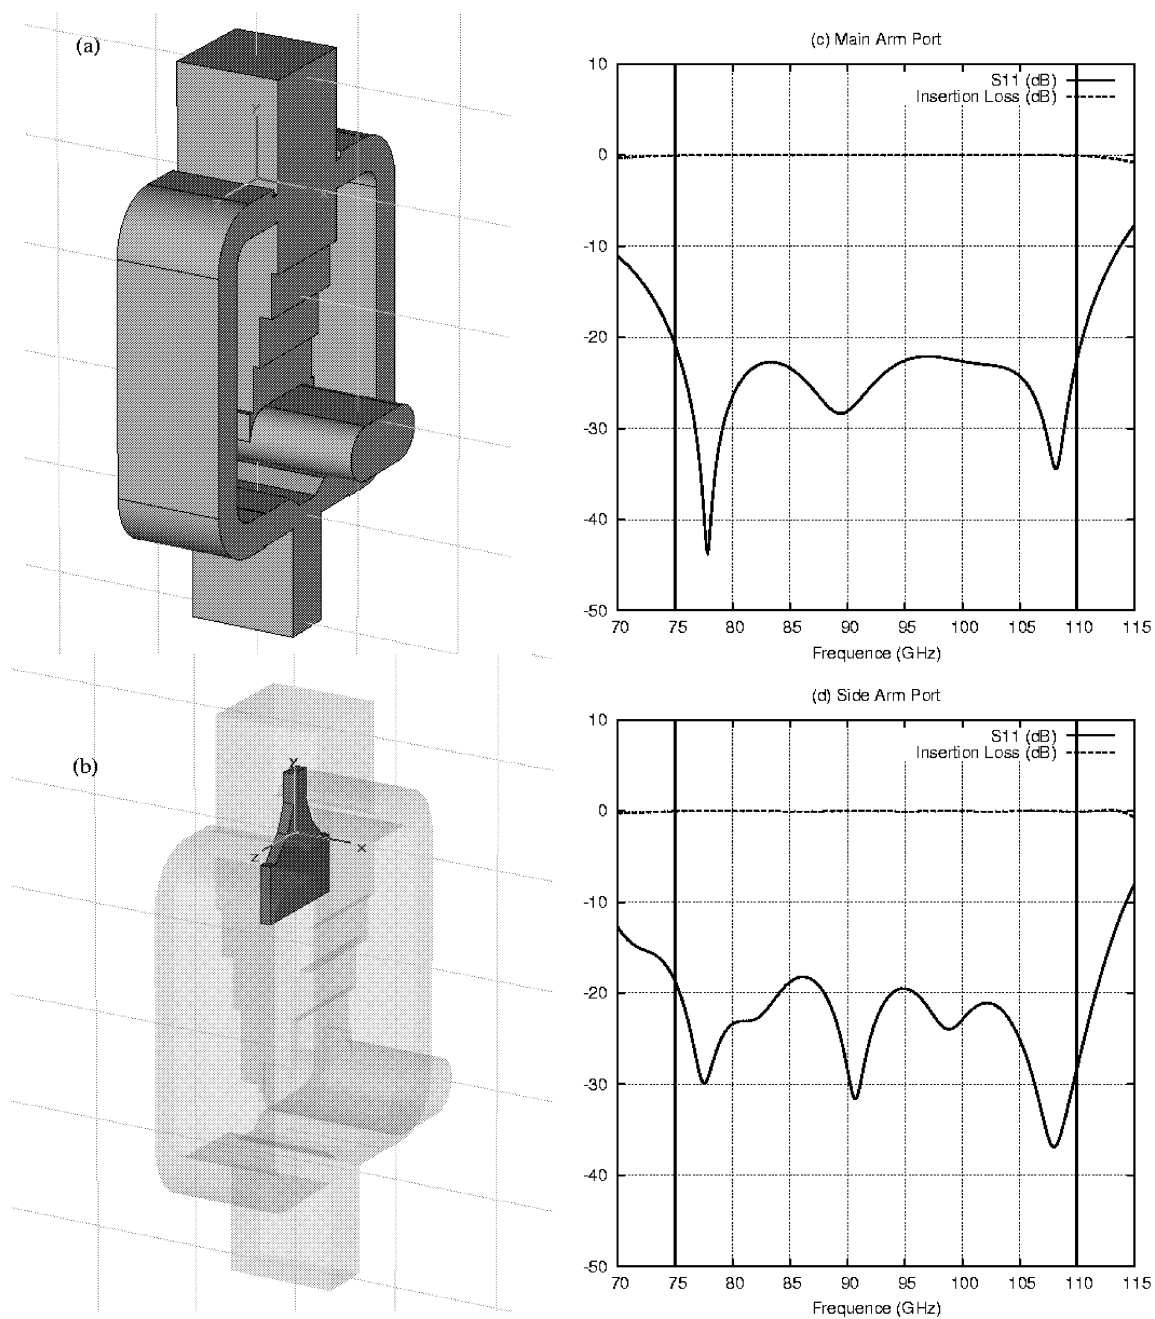 (a)
Y
(c) Main Arm Port
S11 (dB)
Insertion Loss (dB)
10
0
-10
-20
-30
-40
-50
70 75 80 85 90 95 100 105 110 115
Frequence (GHz)
(b)
Y
z
x
(d) Side Arm Port
S11 (dB)
Insertion Loss (dB)
10
0
-10
-20
-30
-40
-50
70 75 80 85 90 95 100 105 110 115
Frequence (GHz)